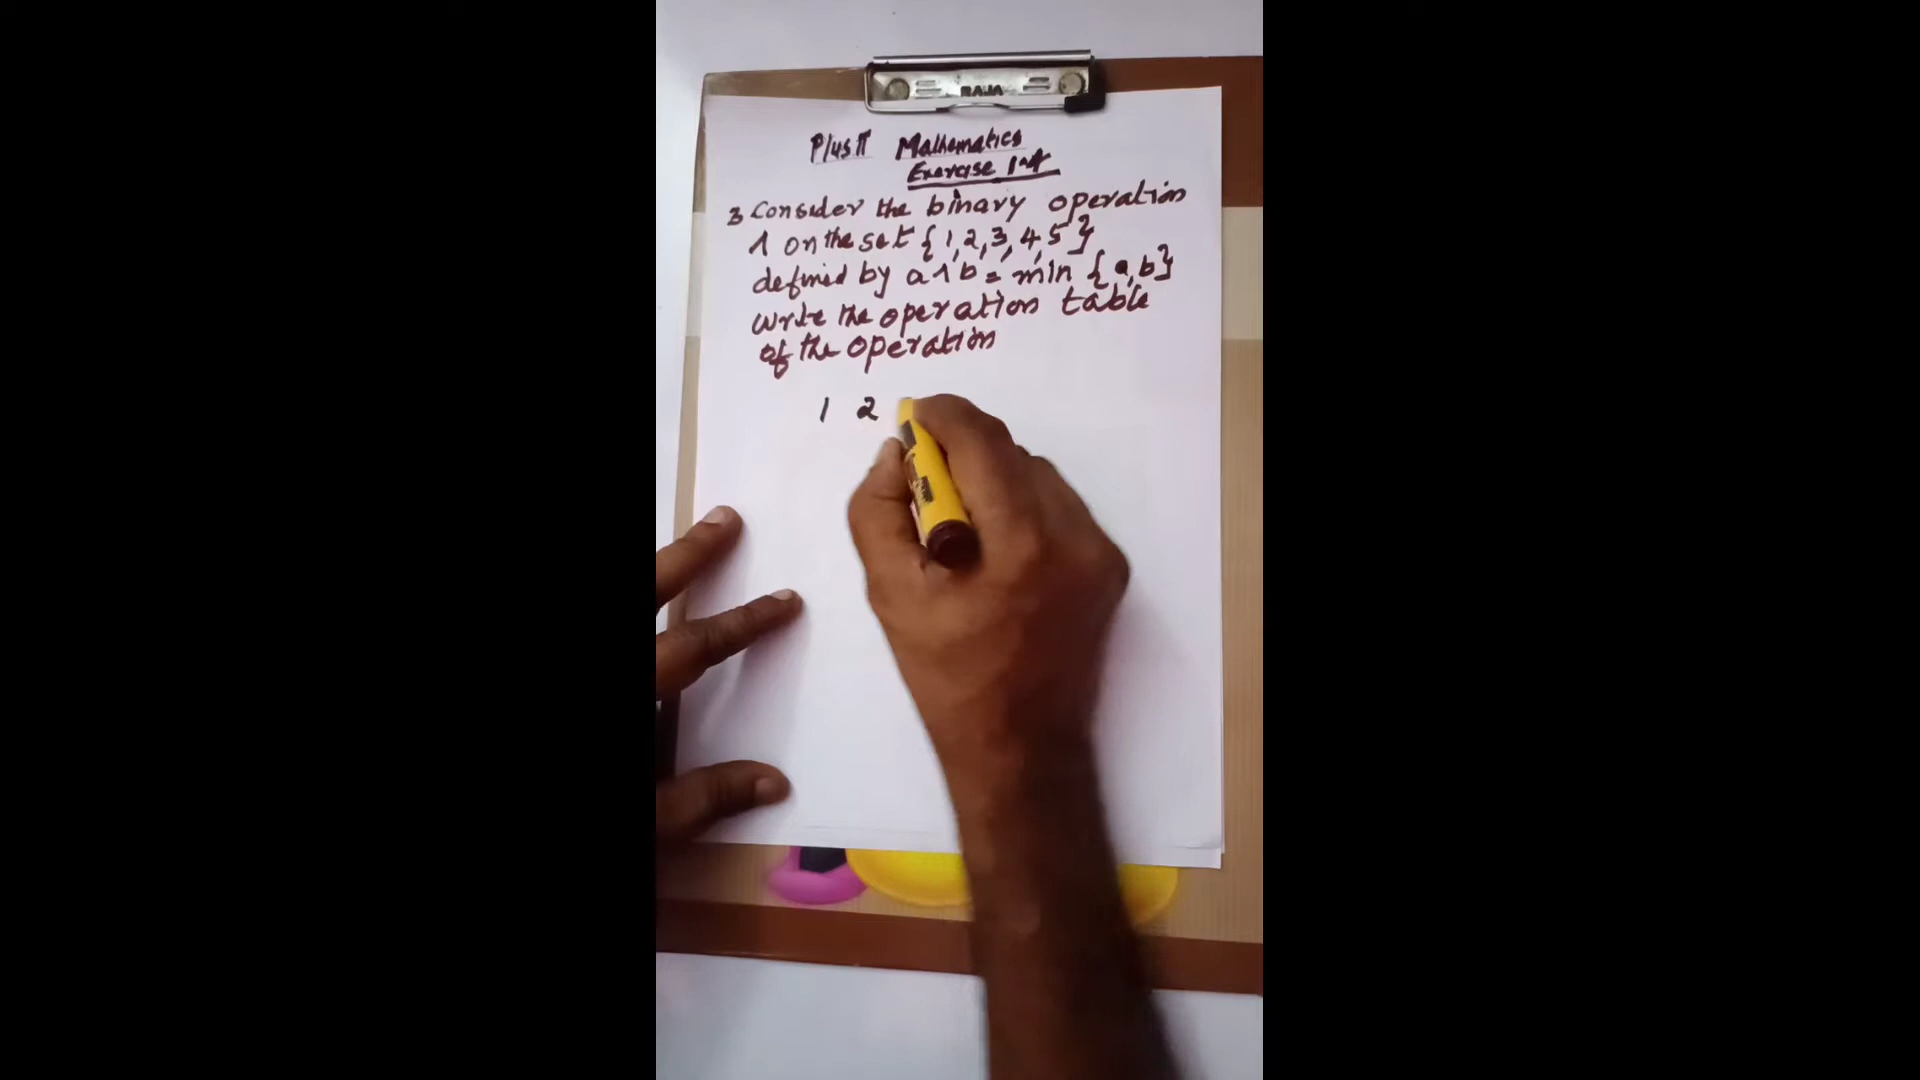 RAJA
Plus II Mathematics
Exercise 1.4
3 Consider the binary operation
∧ on the set {1,2,3,4,5}
defined by a∧b = min {a,b}
write the operation table
of the operation
1 2